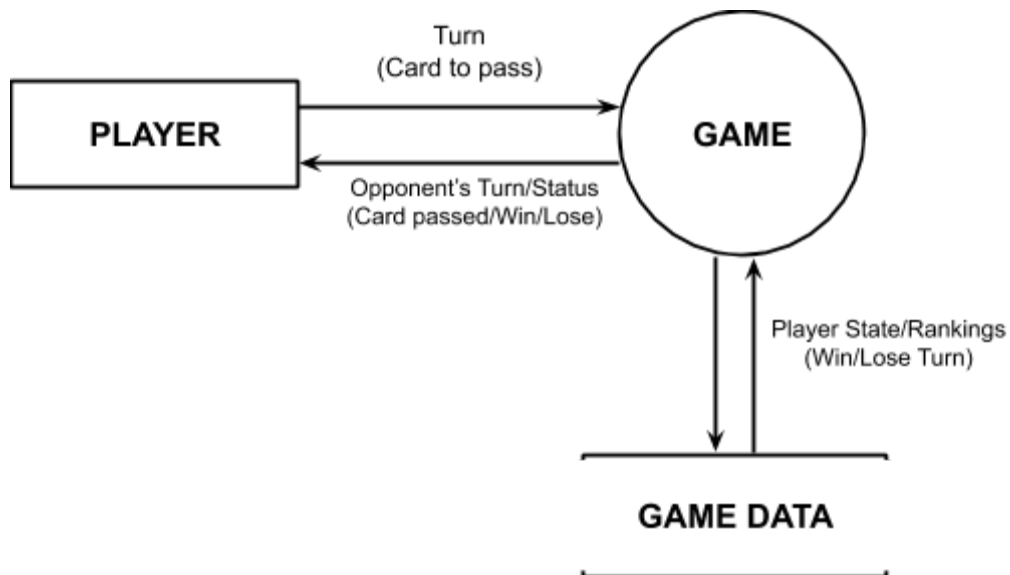 Turn
(Card to pass)
PLAYER
GAME
Opponent's Turn/Status
(Card passed/Win/Lose)
Player State/Rankings
(Win/Lose Turn)
GAME DATA